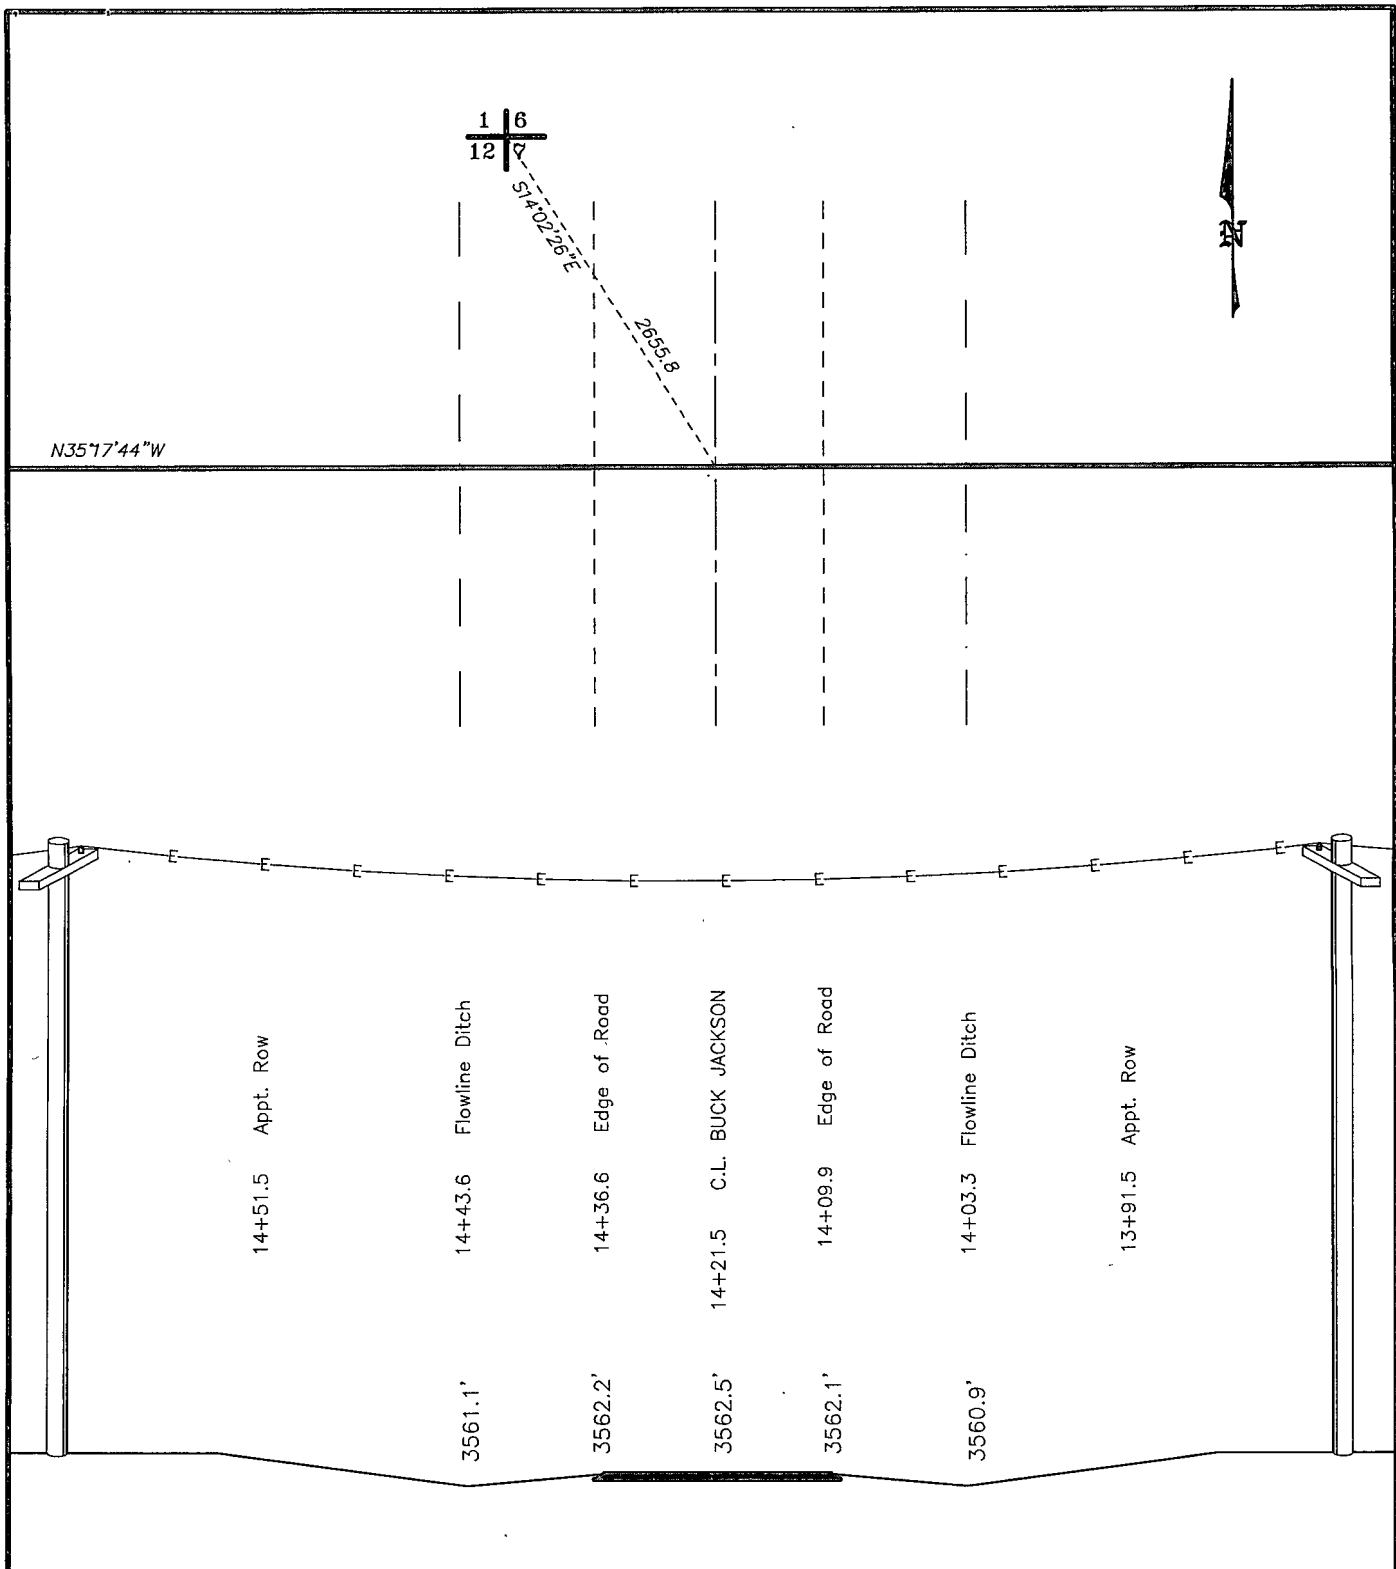 1 6
12 7
S14°02'26"E
2655.8
N
N35°17'44"W
E E E E E E E E E E E E E
14+51.5 Appt. Row
14+43.6 Flowline Ditch
14+36.6 Edge of Road
14+21.5 C.L. BUCK JACKSON
14+09.9 Edge of Road
14+03.3 Flowline Ditch
13+91.5 Appt. Row
3561.1'
3562.2'
3562.5'
3562.1'
3560.9'